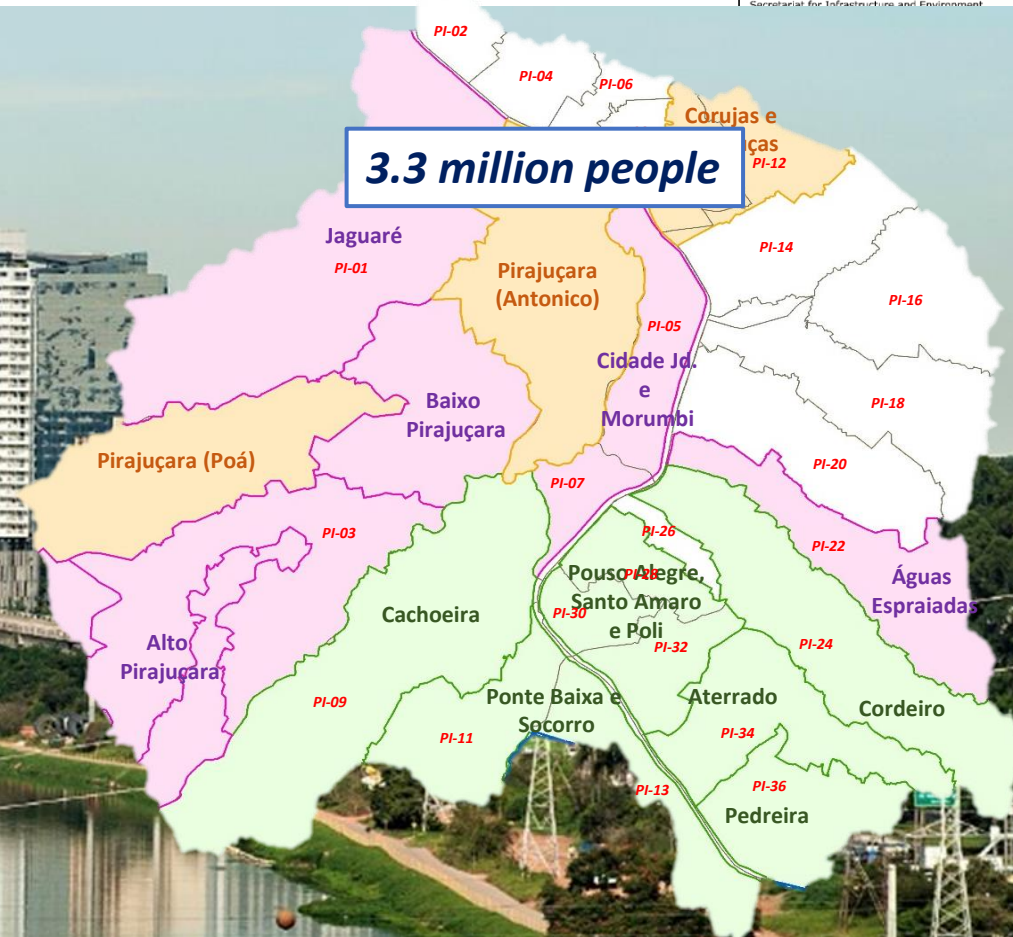 Secretariat for Infrastructure and Environment
PI-02
PI-04
PI-06
Corujas e
ças
PI-12
3.3 million people
Jaguaré
PI-01
PI-14
Pirajuçara
(Antonico)
PI-16
PI-05
Cidade Jd.
e
Morumbi
PI-18
Baixo
Pirajuçara
Pirajuçara (Poá)
PI-20
PI-07
PI-03
PI-26
PI-22
Pouso Alegre,
Santo Amaro
e Poli
Águas
Espraiadas
PI-30
Cachoeira
PI-32
PI-24
Alto
Pirajuçara
PI-09
Ponte Baixa e
Socorro
Aterrado
Cordeiro
PI-11
PI-34
PI-13
PI-36
Pedreira